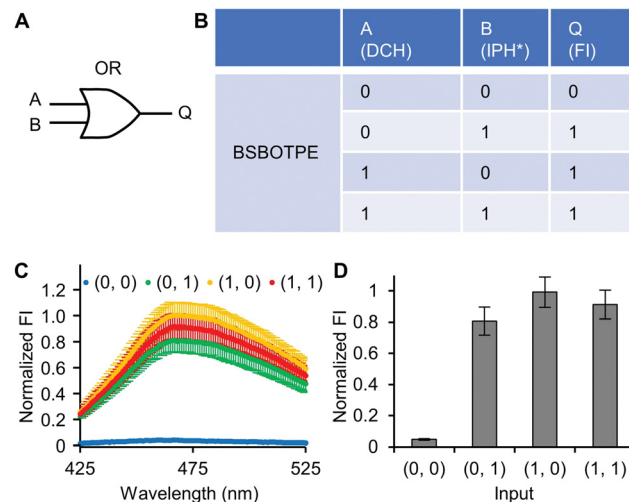 A
OR
A
B
Q
B
A (DCH)
B (IPH*)
Q (FI)
BSBOTPE
0 0 0
0 1 1
1 0 1
1 1 1
C
(0, 0) (0, 1) (1, 0) (1, 1)
Normalized FI
1.2
1.0
0.8
0.6
0.4
0.2
0
425 475 525
Wavelength (nm)
D
Normalized FI
1
0.8
0.6
0.4
0.2
0
(0, 0) (0, 1) (1, 0) (1, 1)
Input